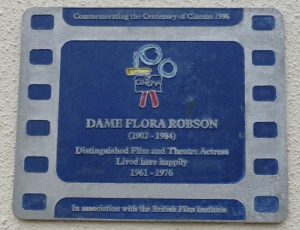 Commemorating the Centenary of Cinema 1996
CINEMA
DAME FLORA ROBSON
(1902 - 1984)
Distinguished Film and Theatre Actress
Lived here happily
1961 - 1976
In association with the British Film Institute